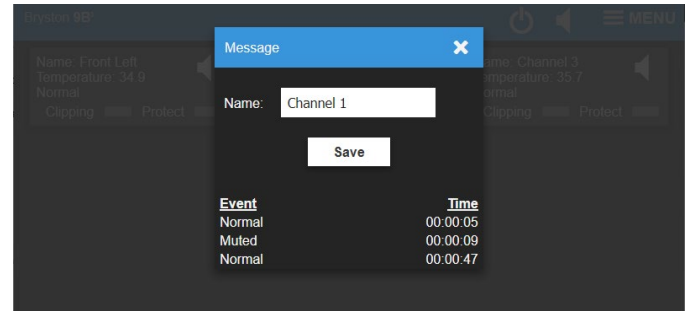 Bryston 9B³
MENU
Name: Front Left
Temperature: 34.9
Normal
Clipping Protect
Message
Name: Channel 1
Save
Event Time
Normal 00:00:05
Muted 00:00:09
Normal 00:00:47
ame: Channel 3
emperature: 35.7
ormal
Clipping Protect